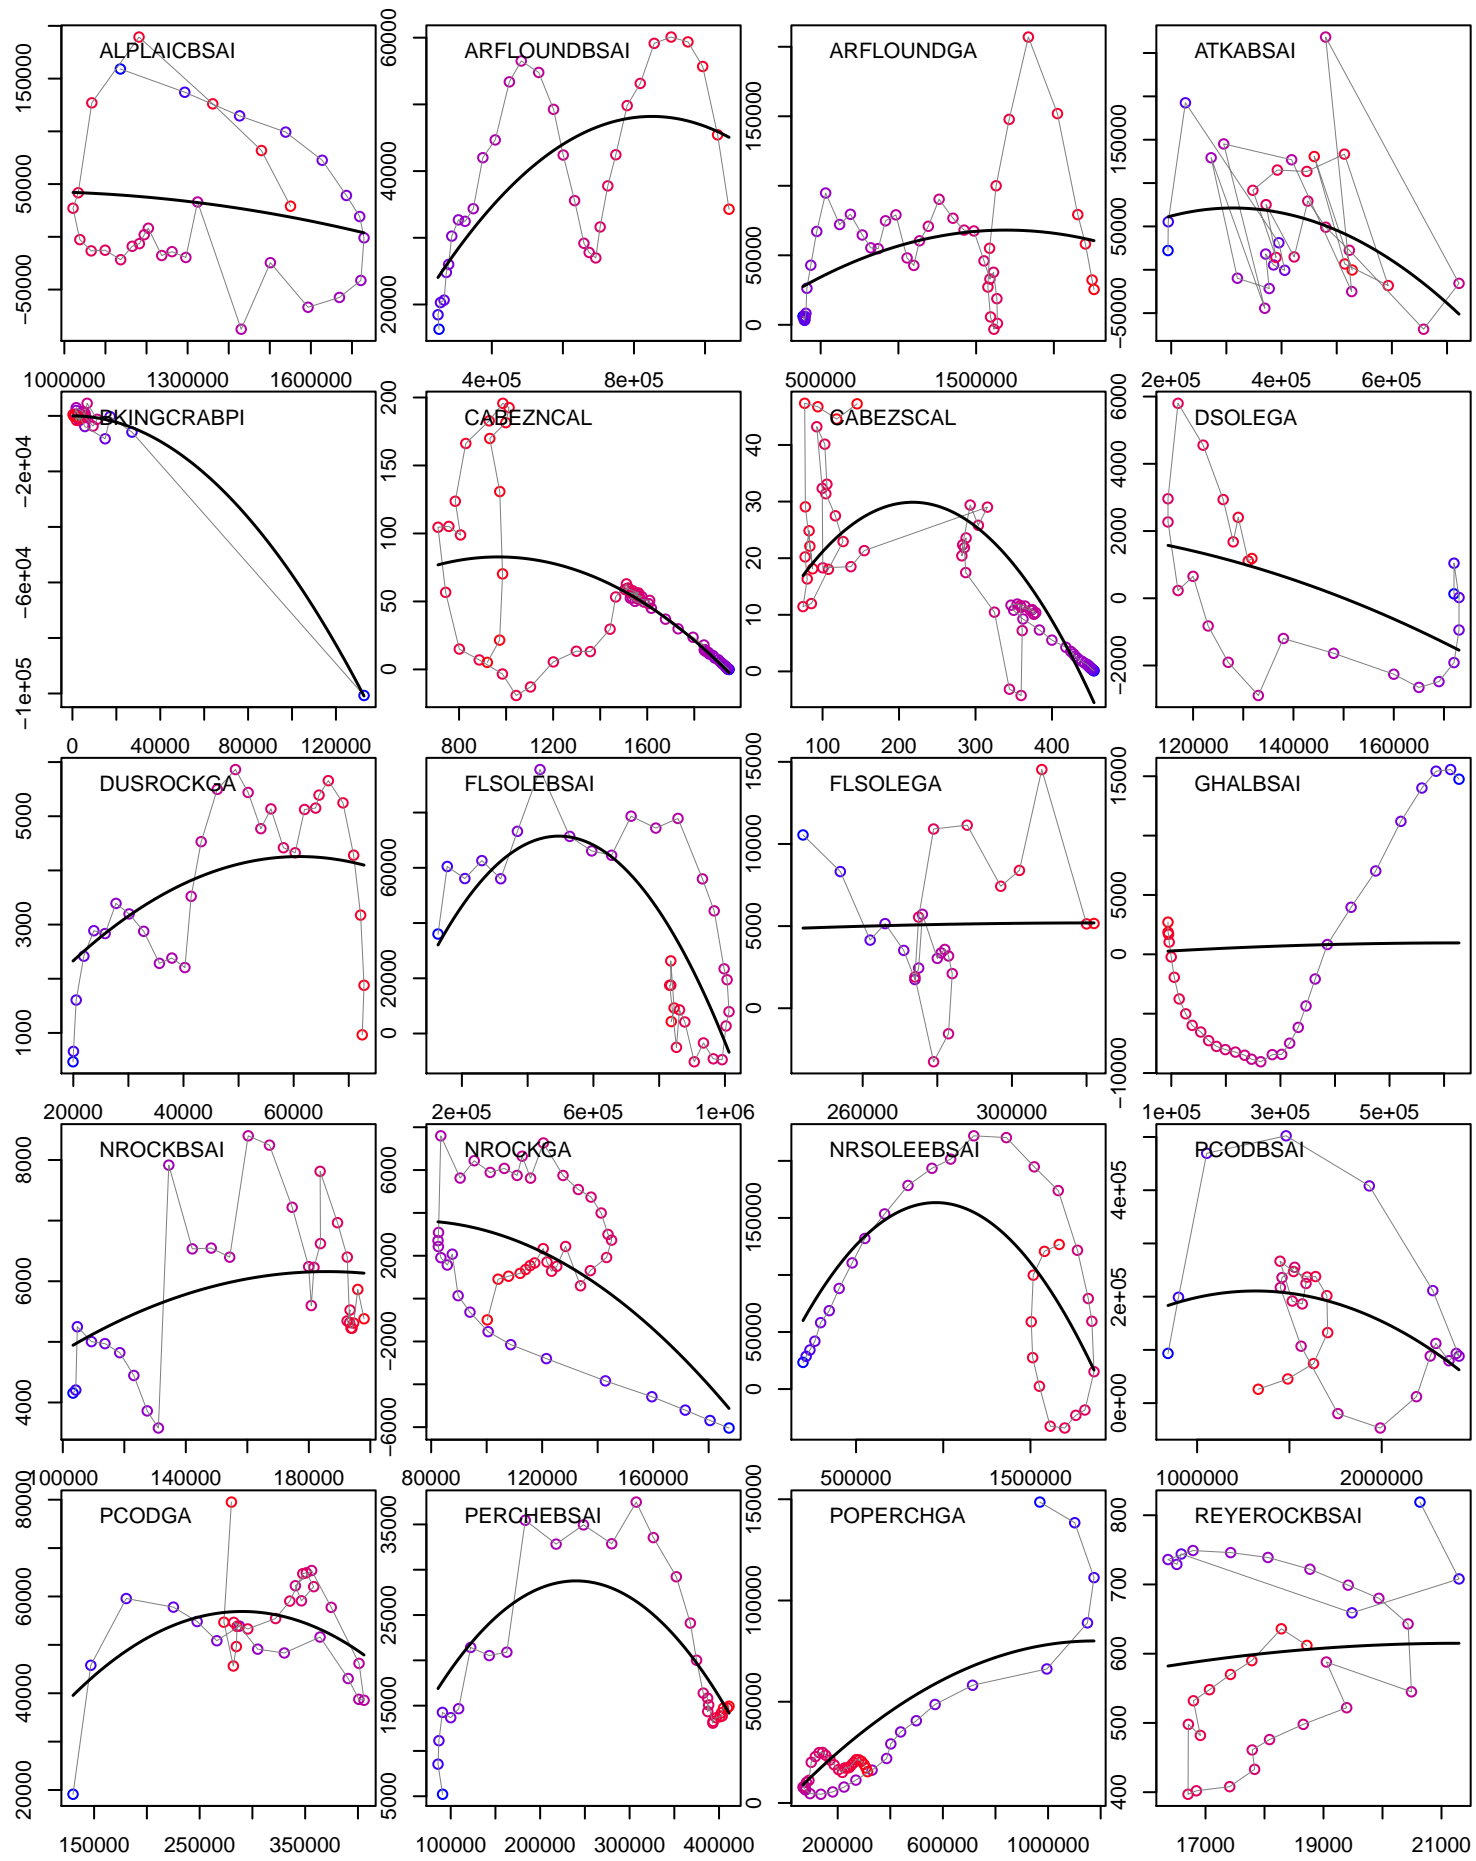 ALPLAICBSAI
150000
50000
−50000
1000000 1300000 1600000
ARFLOUNDBSAI
60000
40000
20000
4e+05 8e+05
ARFLOUNDGA
150000
50000
0
500000 1500000
ATKABSAI
150000
50000
−50000
2e+05 4e+05 6e+05
BKINGCRABPI
−2e+04
−6e+04
−1e+05
0 40000 80000 120000
CABEZNCAL
200
150
100
50
0
800 1200 1600
CABEZSCAL
40
30
20
10
0
100 200 300 400
DSOLEGA
6000
4000
2000
0
−2000
120000 140000 160000
DUSROCKGA
5000
3000
1000
20000 40000 60000
FLSOLEBSAI
60000
20000
0
2e+05 6e+05 1e+06
FLSOLEGA
15000
10000
5000
0
260000 300000
GHALBSAI
15000
5000
0
−10000
1e+05 3e+05 5e+05
NROCKBSAI
8000
6000
4000
100000 140000 180000
NROCKGA
6000
2000
−2000
−6000
80000 120000 160000
NRSOLEEBSAI
150000
50000
0
5000000 1500000
PCODBSAI
4e+05
2e+05
0e+00
1000000 2000000
PCODGA
80000
60000
40000
20000
150000 250000 350000
PERCHEBSAI
35000
25000
15000
5000
100000 200000 300000 400000
POPERCHGA
150000
100000
50000
0
200000 600000 1000000
REYEROCKBSAI
800
700
600
500
400
17000 19000 21000